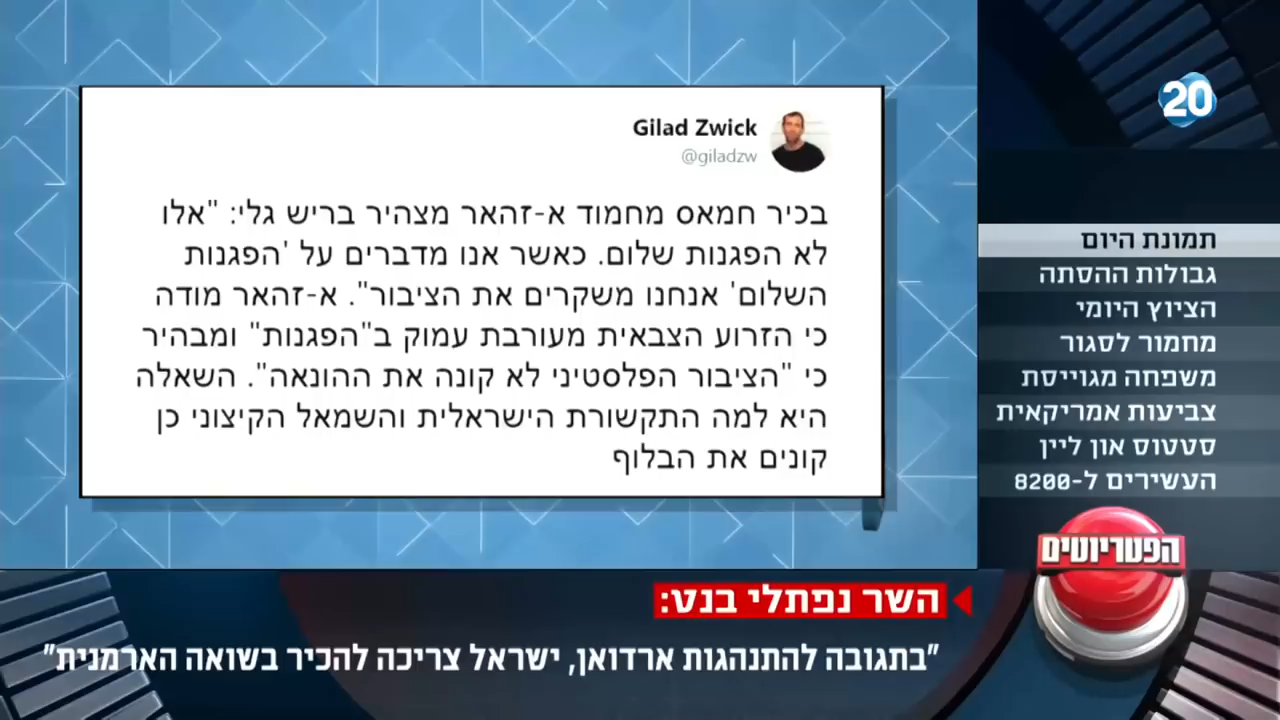 20
Gilad Zwick
@giladzw
בכיר חמאס מחמוד א-זהאר מצהיר בריש גלי: "אלו
לא הפגנות שלום. כאשר אנו מדברים על 'הפגנות
השלום' אנחנו משקרים את הציבור". א-זהאר מודה
כי הזרוע הצבאית מעורבת עמוק ב"הפגנות" ומבהיר
כי "הציבור הפלסטיני לא קונה את ההונאה". השאלה
היא למה התקשורת הישראלית והשמאל הקיצוני כן
קונים את הבלוף
תמונת היום
גבולות ההסתה
הציוץ היומי
מחמור לסגור
משפחה מגוייסת
צביעות אמריקאית
סטטוס און ליין
העשירים ל-8200
הפטריוטים
השר נפתלי בנט:
"בתגובה להתנהגות ארדואן, ישראל צריכה להכיר בשואה הארמנית"